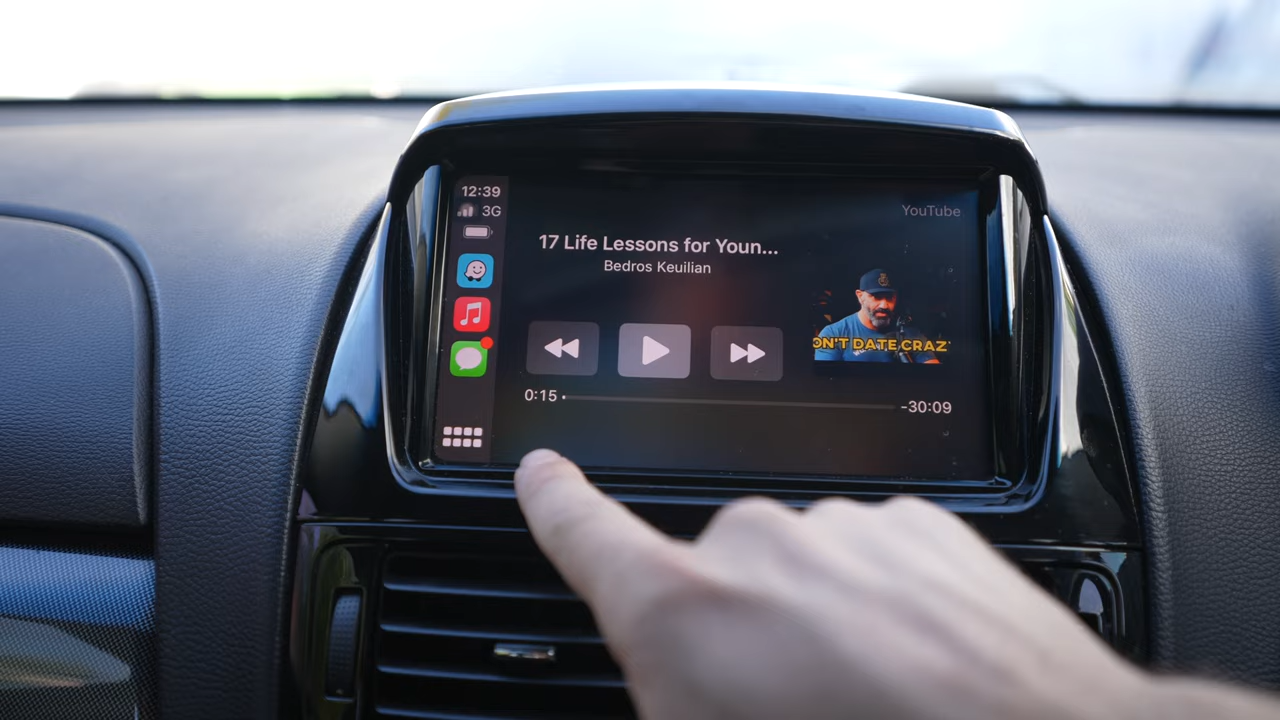 12:39
3G
YouTube
17 Life Lessons for Youn...
Bedros Keuilian
ON'T DATE CRAZ
0:15
-30:09